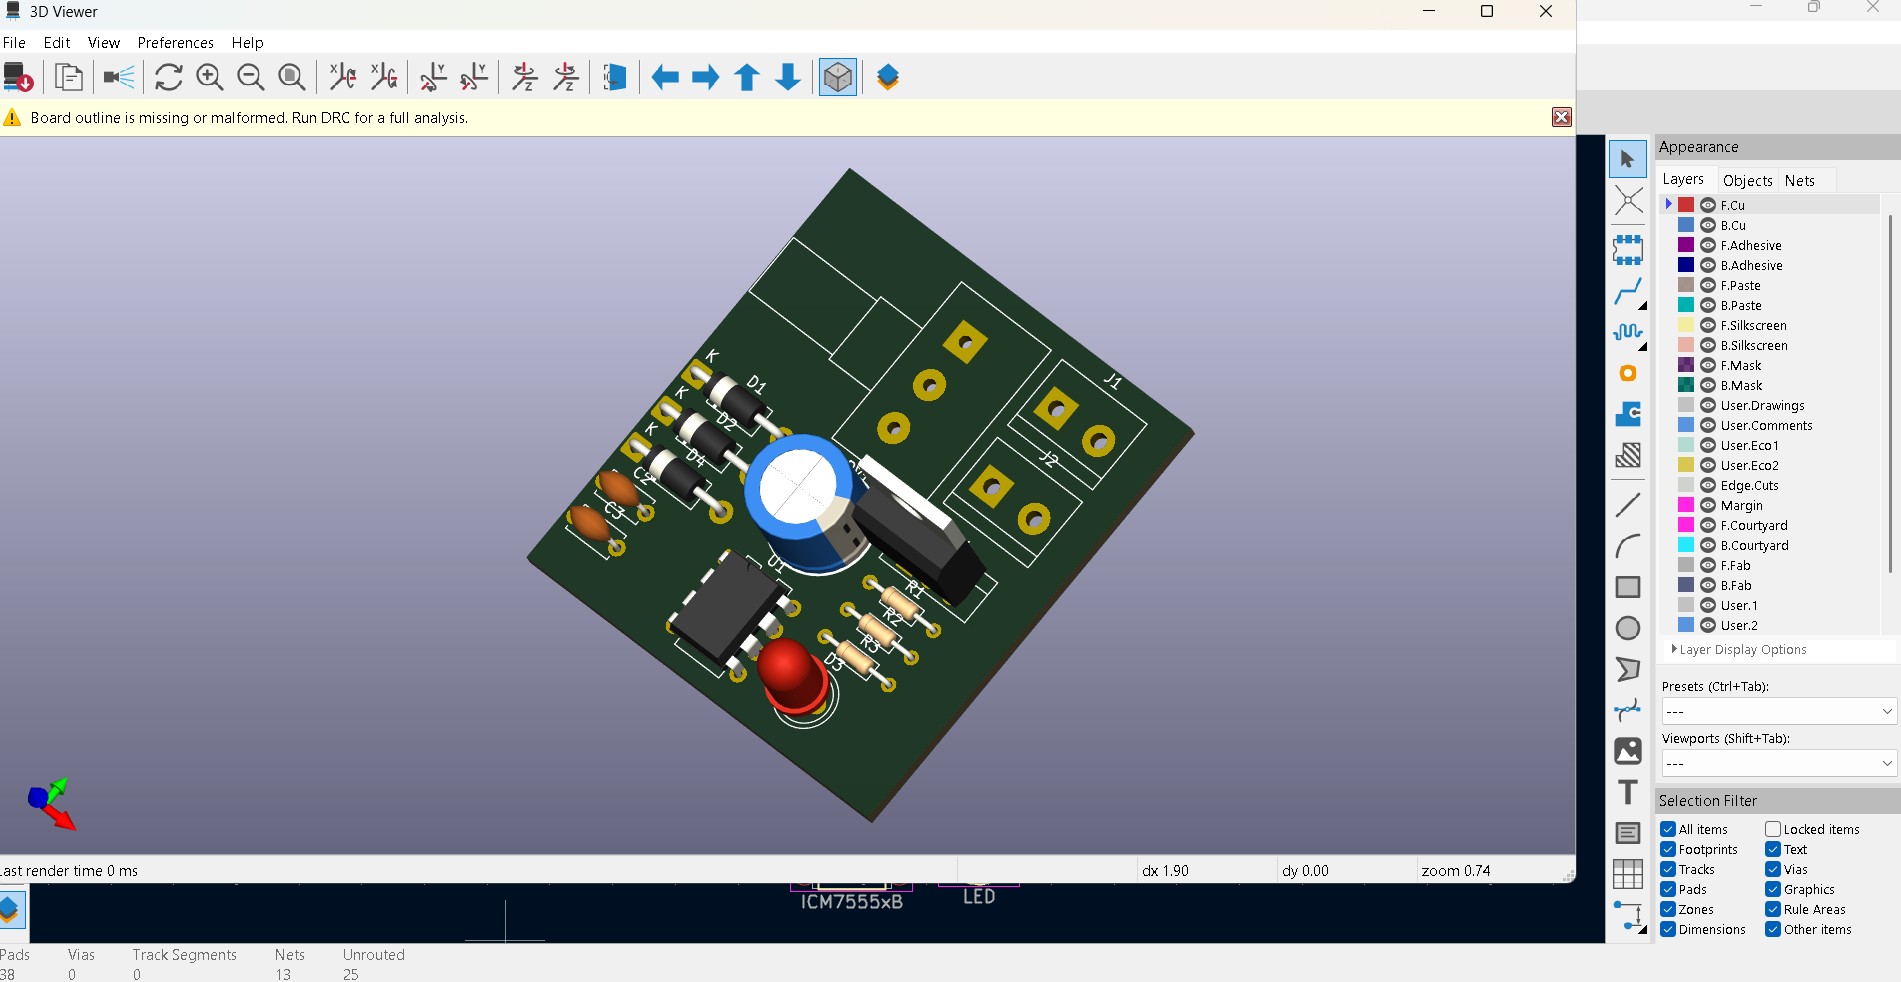 3D Viewer
File Edit View Preferences Help
Board outline is missing or malformed. Run DRC for a full analysis.
K
D1
K
D2
K
D4
C2
C3
U1
J1
J2
R1
R2
R3
D3
Last render time 0 ms
dx 1.90
dy 0.00
zoom 0.74
ICM7555xB
LED
Pads Vias Track Segments Nets Unrouted
38 0 0 13 25
Appearance
Layers Objects Nets
F.Cu
B.Cu
F.Adhesive
B.Adhesive
F.Paste
B.Paste
F.Silkscreen
B.Silkscreen
F.Mask
B.Mask
User.Drawings
User.Comments
User.Eco1
User.Eco2
Edge.Cuts
Margin
F.Courtyard
B.Courtyard
F.Fab
B.Fab
User.1
User.2
Layer Display Options
Presets (Ctrl+Tab):
---
Viewports (Shift+Tab):
---
Selection Filter
All items Locked items
Footprints Text
Tracks Vias
Pads Graphics
Zones Rule Areas
Dimensions Other items